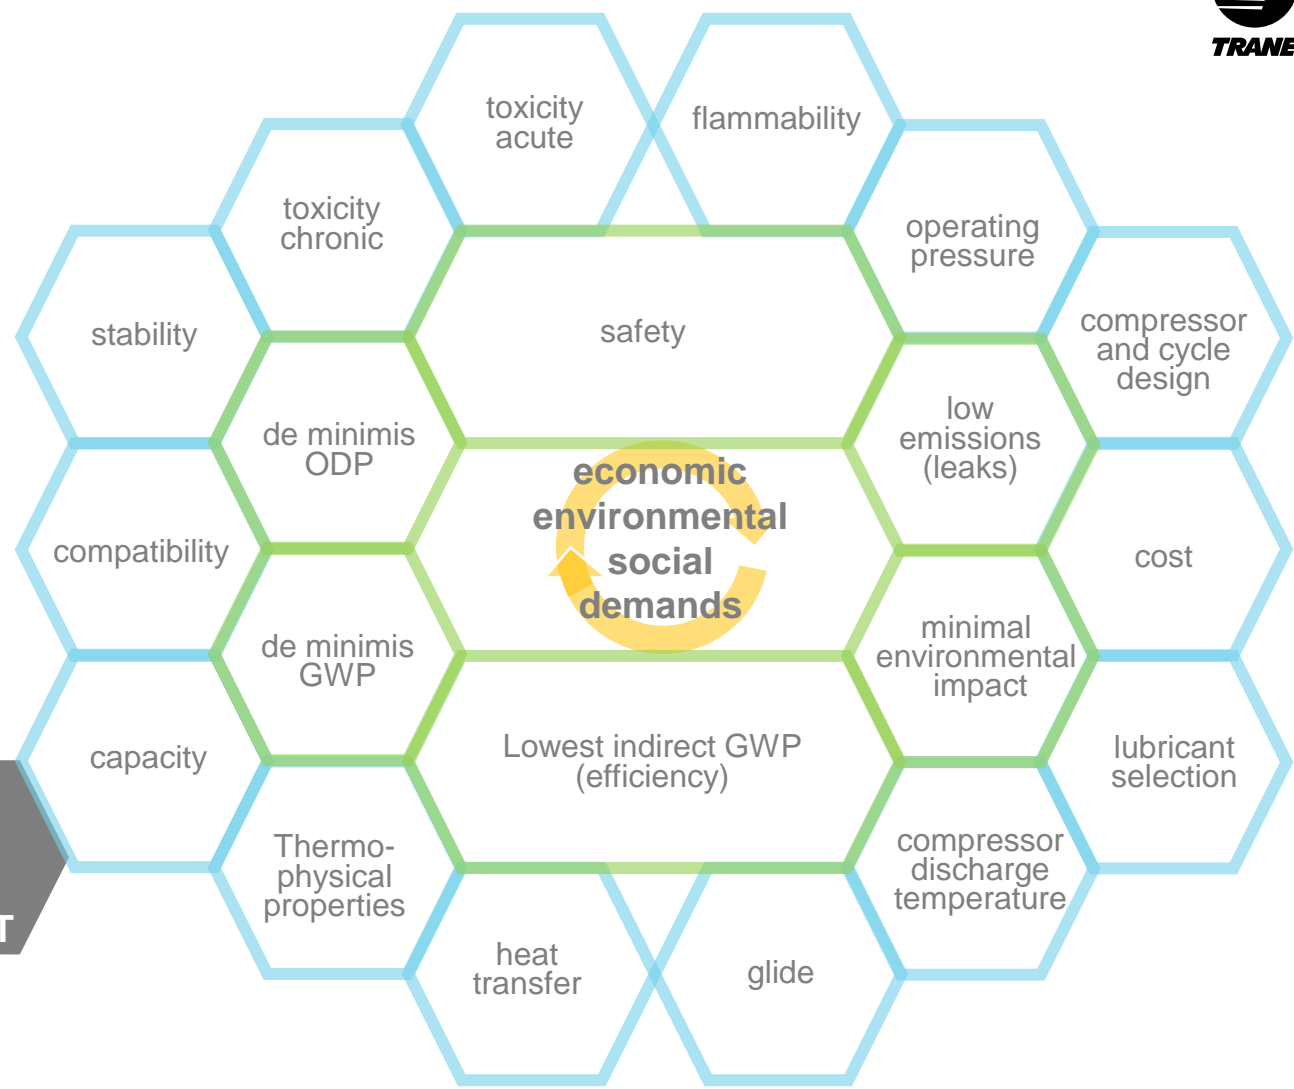 TRANE
toxicity
acute
flammability
toxicity
chronic
operating
pressure
stability
safety
compressor
and cycle
design
de minimis
ODP
low
emissions
(leaks)
economic
environmental
social
demands
compatibility
cost
de minimis
GWP
minimal
environmental
impact
capacity
Lowest indirect GWP
(efficiency)
lubricant
selection
Thermo-
physical
properties
compressor
discharge
temperature
T
heat
transfer
glide